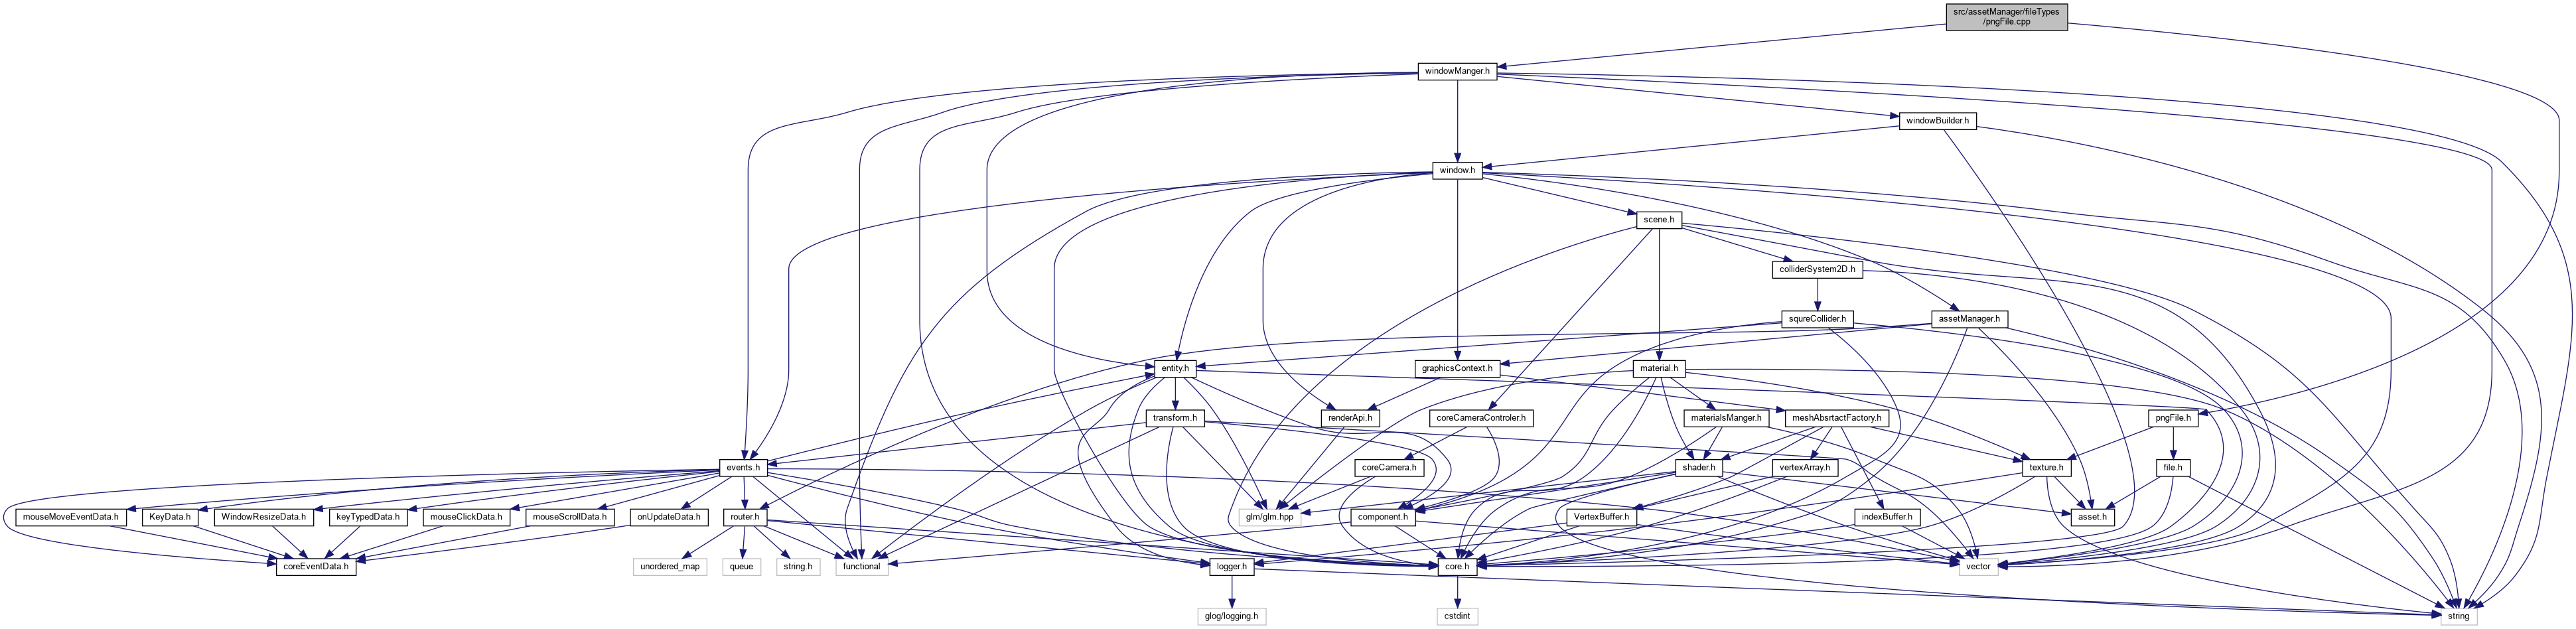 src/assetManager/fileTypes
/pngFile.cpp
windowManger.h
windowBuilder.h
window.h
scene.h
colliderSystem2D.h
squreCollider.h
assetManager.h
entity.h
graphicsContext.h
material.h
transform.h
renderApi.h
coreCameraControler.h
materialsManger.h
meshAbsrtactFactory.h
pngFile.h
events.h
coreCamera.h
shader.h
vertexArray.h
texture.h
file.h
mouseMoveEventData.h
KeyData.h
WindowResizeData.h
keyTypedData.h
mouseClickData.h
mouseScrollData.h
onUpdateData.h
router.h
glm/glm.hpp
component.h
VertexBuffer.h
indexBuffer.h
asset.h
coreEventData.h
unordered_map
queue
string.h
functional
logger.h
core.h
vector
glog/logging.h
cstdint
string